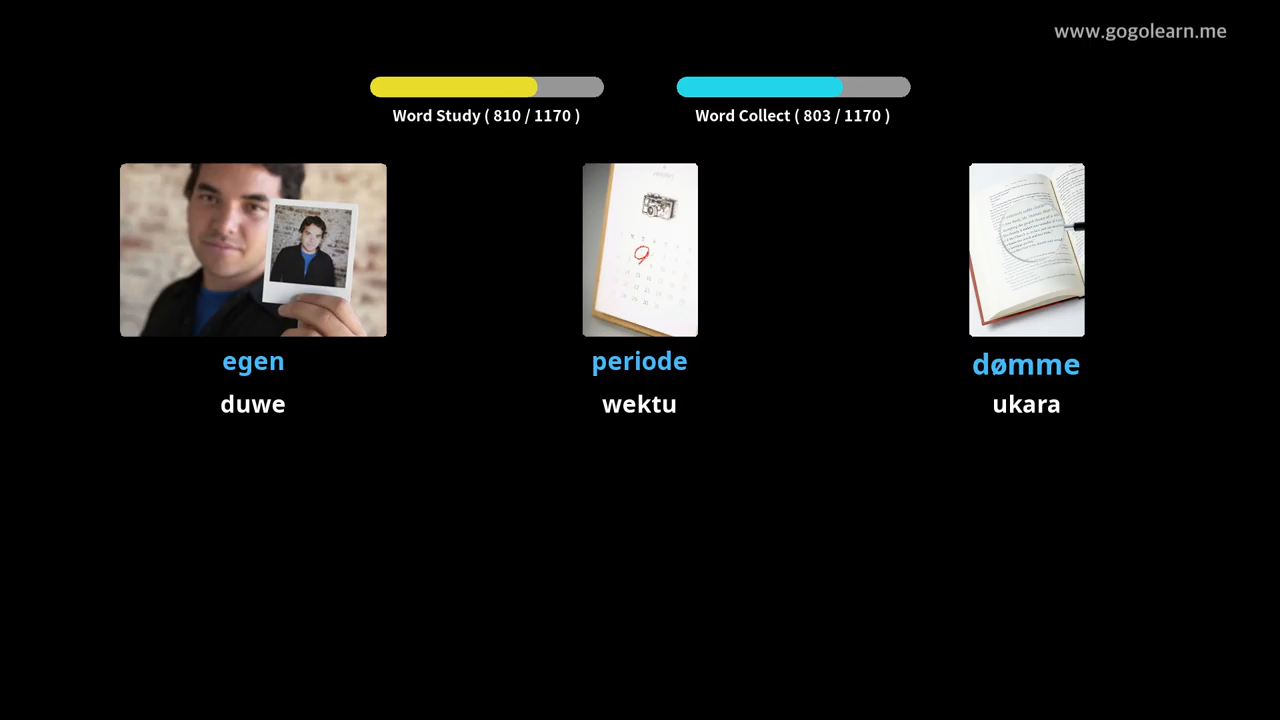 www.gogolearn.me
Word Study ( 810 / 1170 )
Word Collect ( 803 / 1170 )
egen
periode
dømme
duwe
wektu
ukara